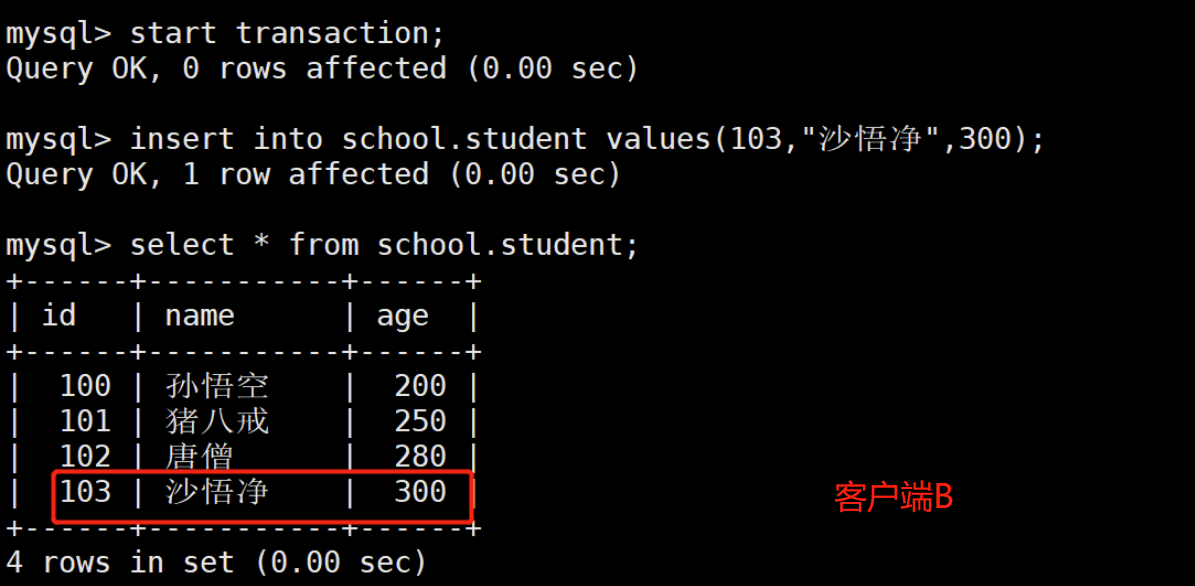 mysql> start transaction;
Query OK, 0 rows affected (0.00 sec)
mysql> insert into school.student values(103,"沙悟净",300);
Query OK, 1 row affected (0.00 sec)
mysql> select * from school.student;
+------+-----------+------+
| id   | name      | age  |
+------+-----------+------+
|  100 | 孙悟空    |  200 |
|  101 | 猪八戒    |  250 |
|  102 | 唐僧      |  280 |
|  103 | 沙悟净    |  300 |
+------+-----------+------+
客户端B
4 rows in set (0.00 sec)